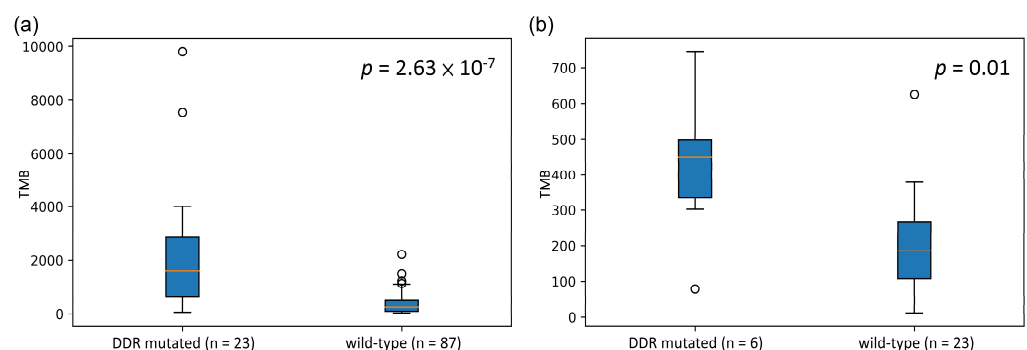 (a)
p = 2.63 × 10-7
10000
8000
6000
4000
2000
0
TMB
DDR mutated (n = 23)
wild-type (n = 87)
(b)
p = 0.01
700
600
500
400
300
200
100
0
TMB
DDR mutated (n = 6)
wild-type (n = 23)